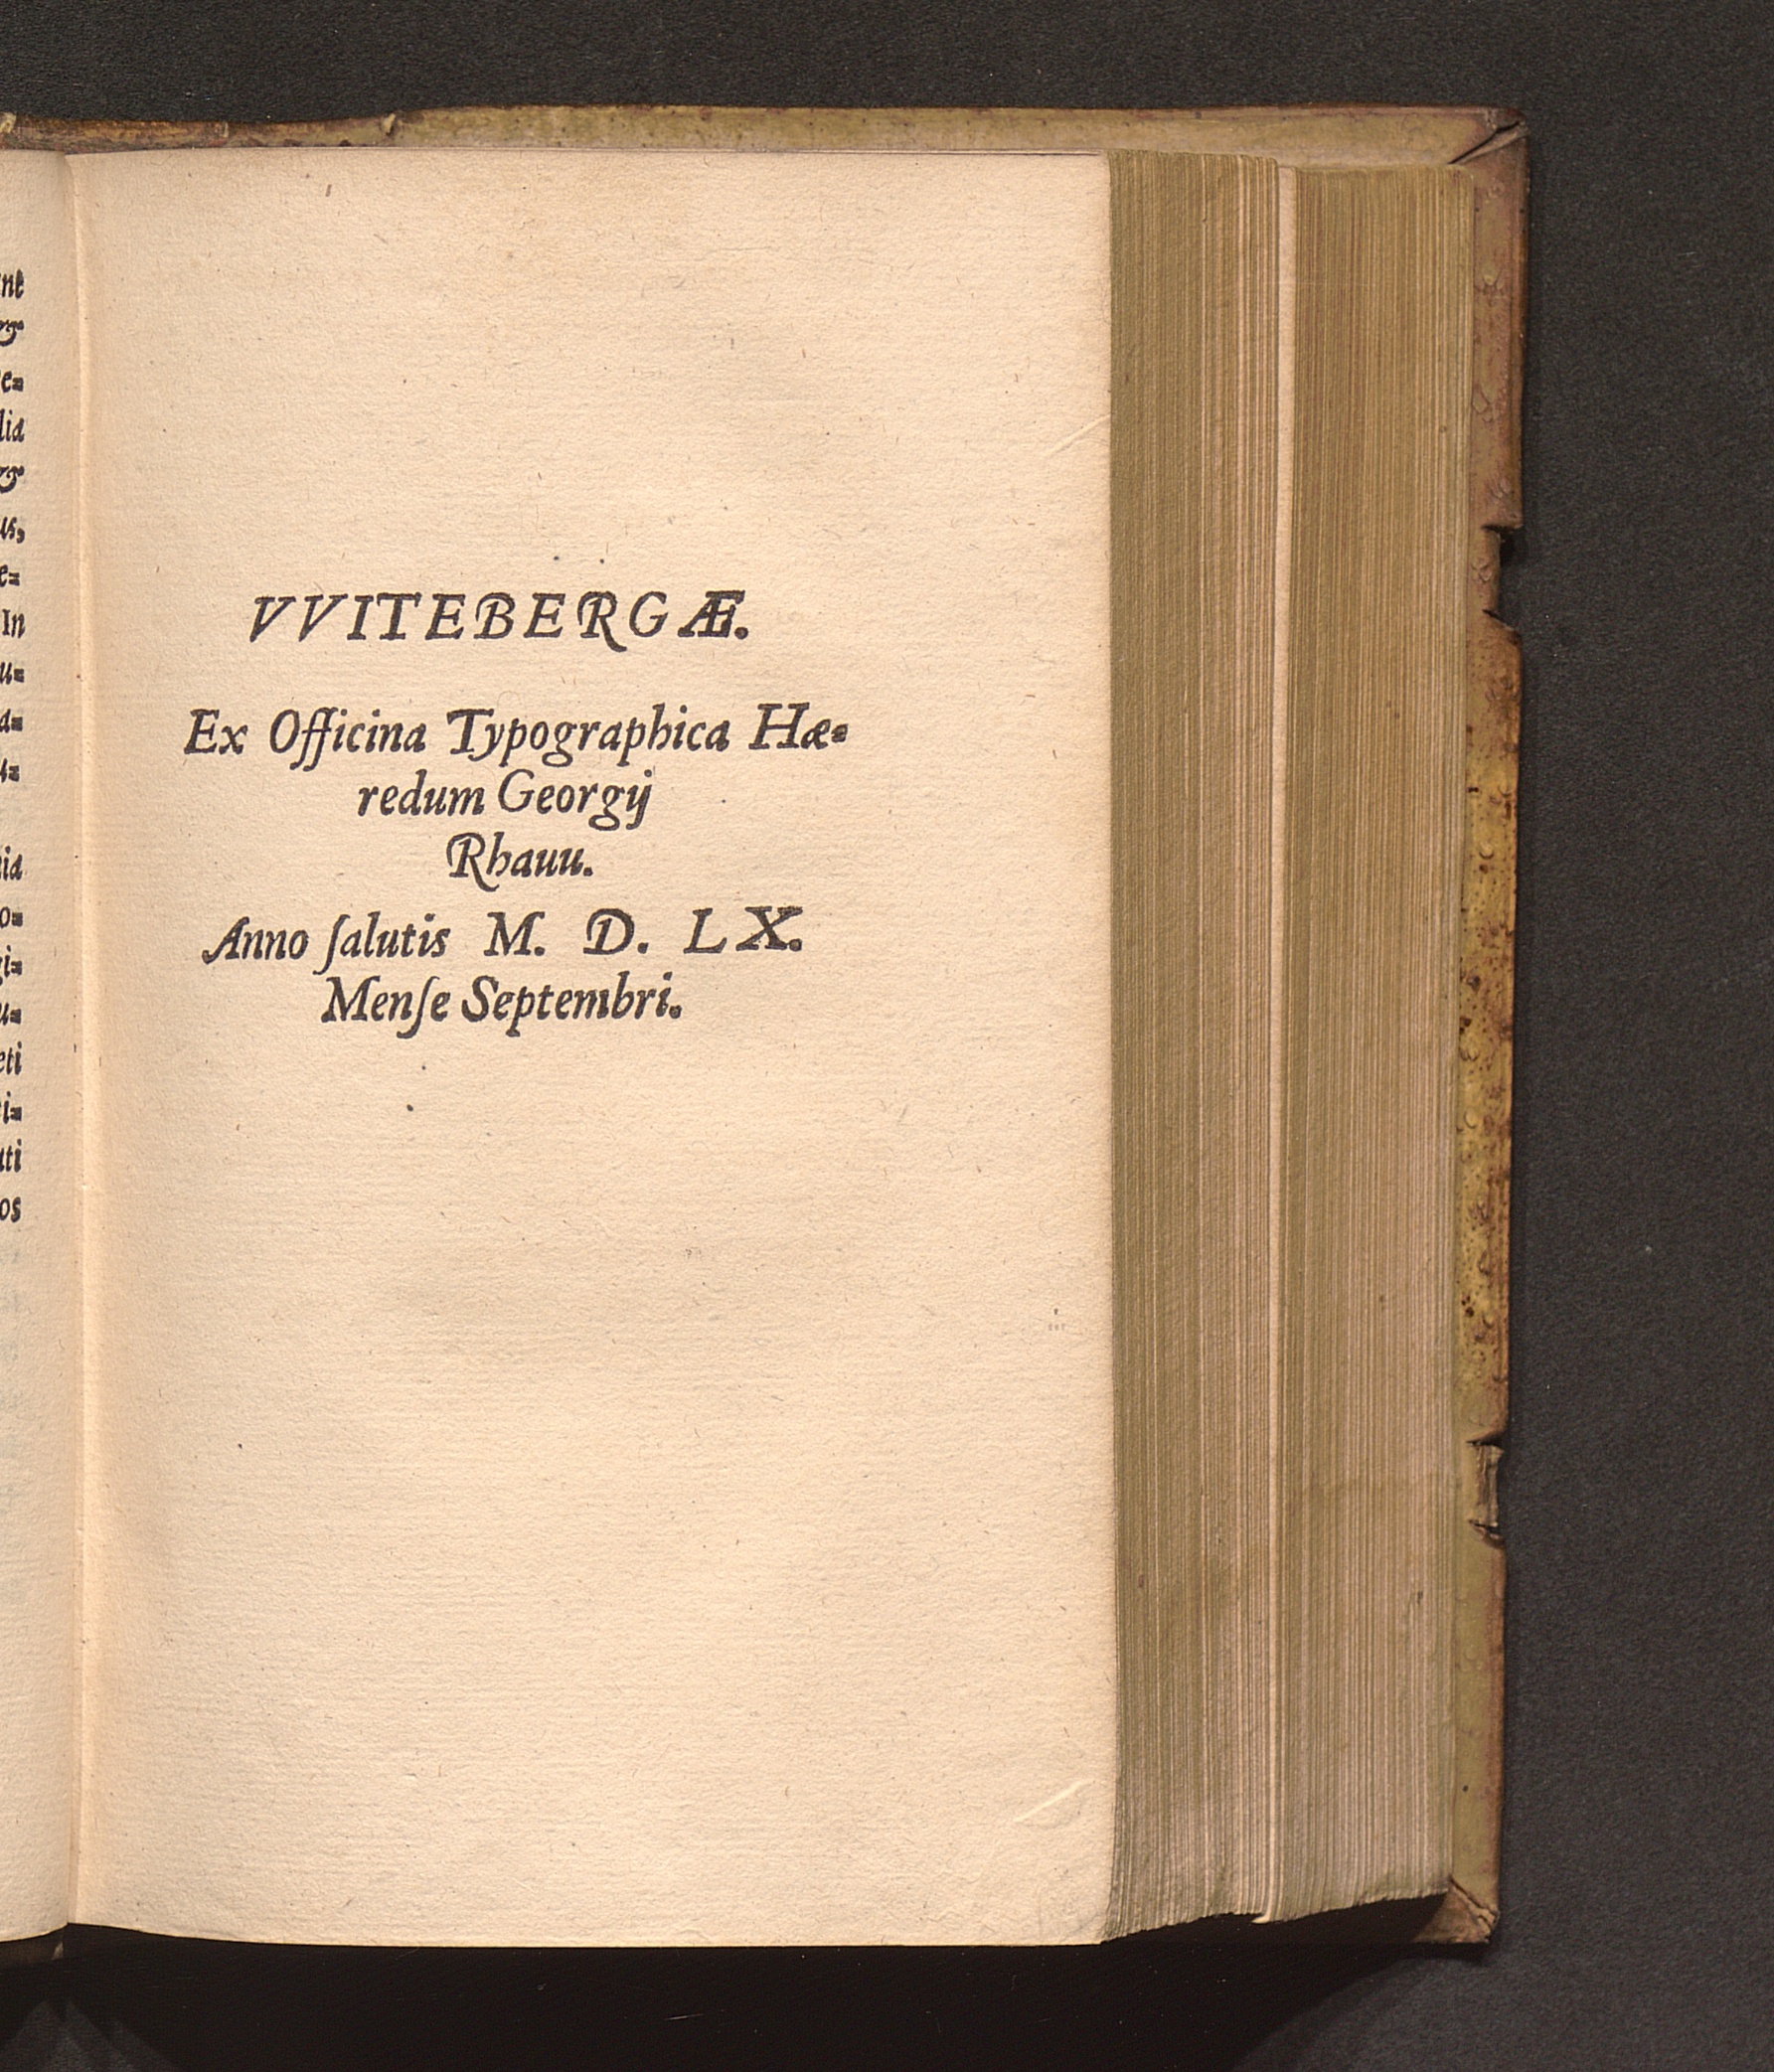 VVITEBERGÆ.
Ex Officina Typographica Hæ=
redum Georgij
Rhauu.
Anno ſalutis M. D. LX.
Menſe Septembri.